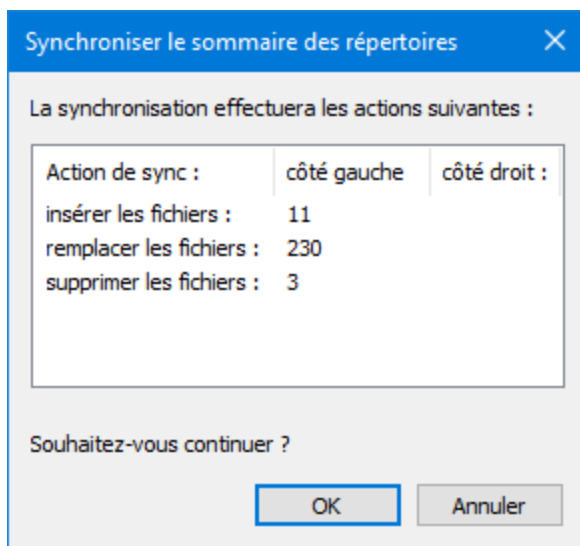 Synchroniser le sommaire des répertoires
La synchronisation effectuera les actions suivantes :
Action de sync : côté gauche côté droit :
insérer les fichiers : 11
remplacer les fichiers : 230
supprimer les fichiers : 3
Souhaitez-vous continuer ?
OK Annuler